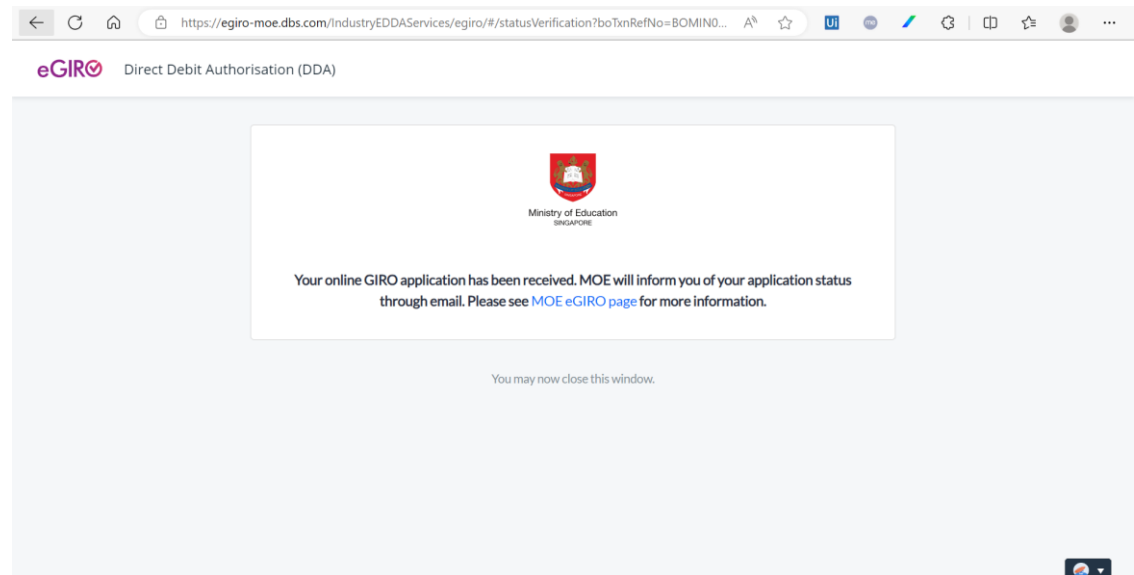 https://egiro-moe.dbs.com/IndustryEDDAServices/egiro/#/statusVerification?boTxnRefNo=BOMIN0...
Ui
eGIRO Direct Debit Authorisation (DDA)
Ministry of Education
SINGAPORE
Your online GIRO application has been received. MOE will inform you of your application status
through email. Please see MOE eGIRO page for more information.
You may now close this window.